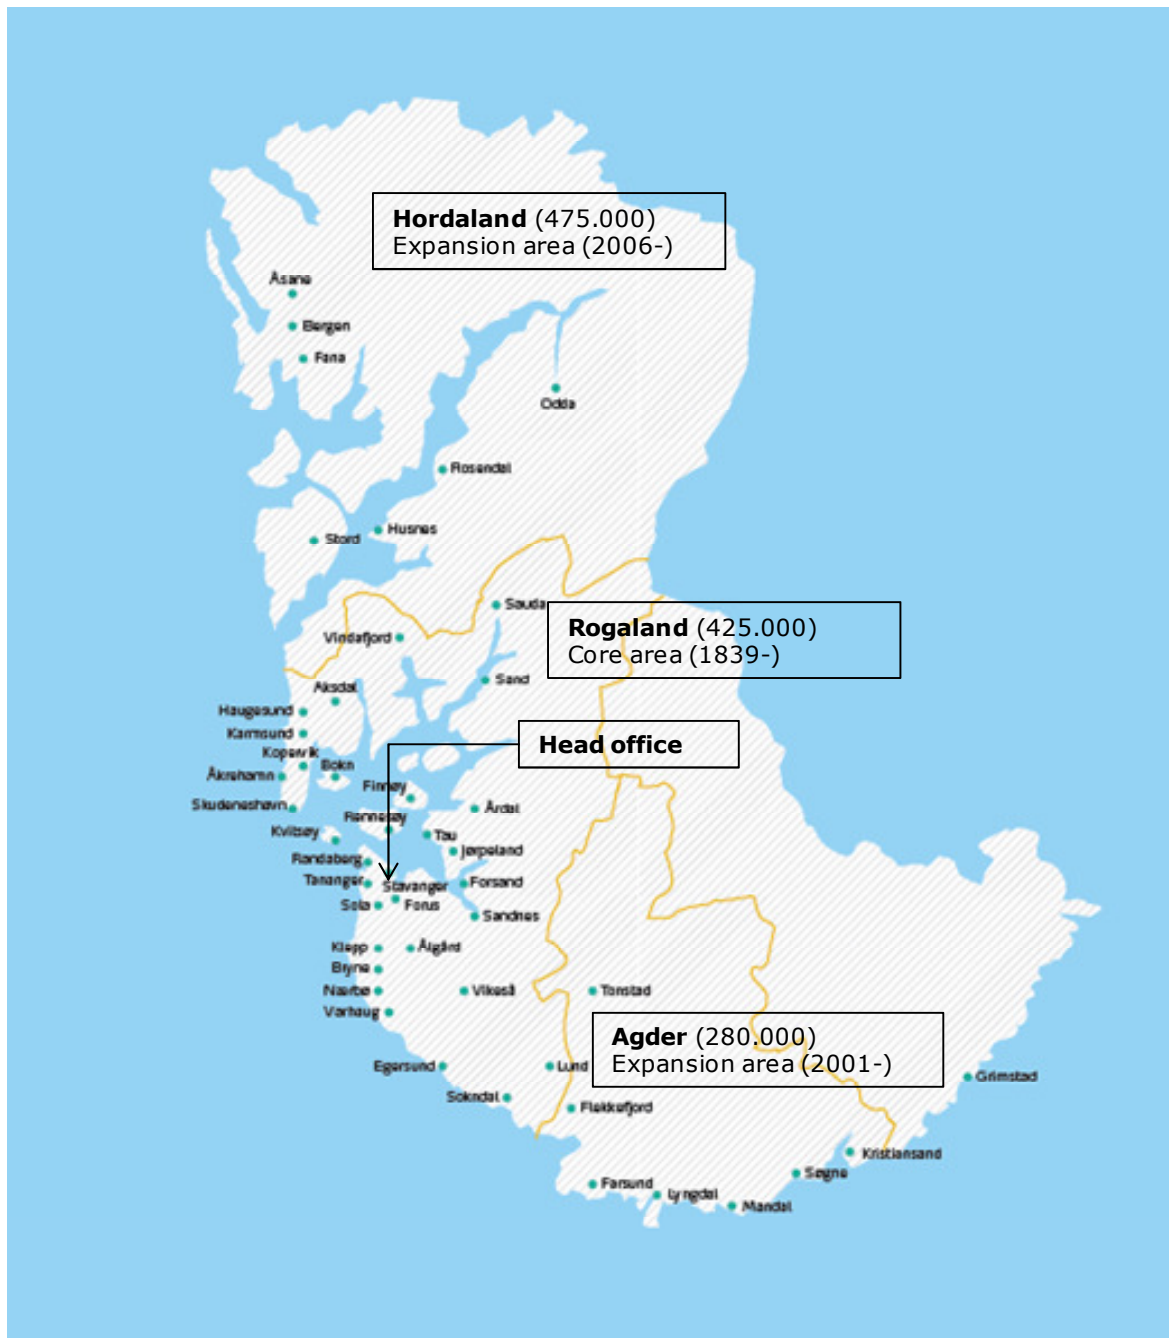 Hordaland (475.000)
Expansion area (2006-)
Åsane
Bergen
Fana
Odda
Rosendal
Husnes
Stord
Sauda
Rogaland (425.000)
Core area (1839-)
Vindafjord
Sand
Aksdal
Haugesund
Karmsund
Head office
Kopervik
Bokn
Åkrehamn
Finnøy
Skudeneshavn
Årdal
Rennesøy
Kvitsøy
Tau
Jørpeland
Randaberg
Tananger
Stavanger
Forsand
Sola
Forus
Sandnes
Klepp
Ålgård
Bryne
Nærbø
Vikeså
Tonstad
Varhaug
Agder (280.000)
Expansion area (2001-)
Egersund
Lund
Grimstad
Sokndal
Flekkefjord
Kristiansand
Søgne
Farsund
Lyngdal
Mandal